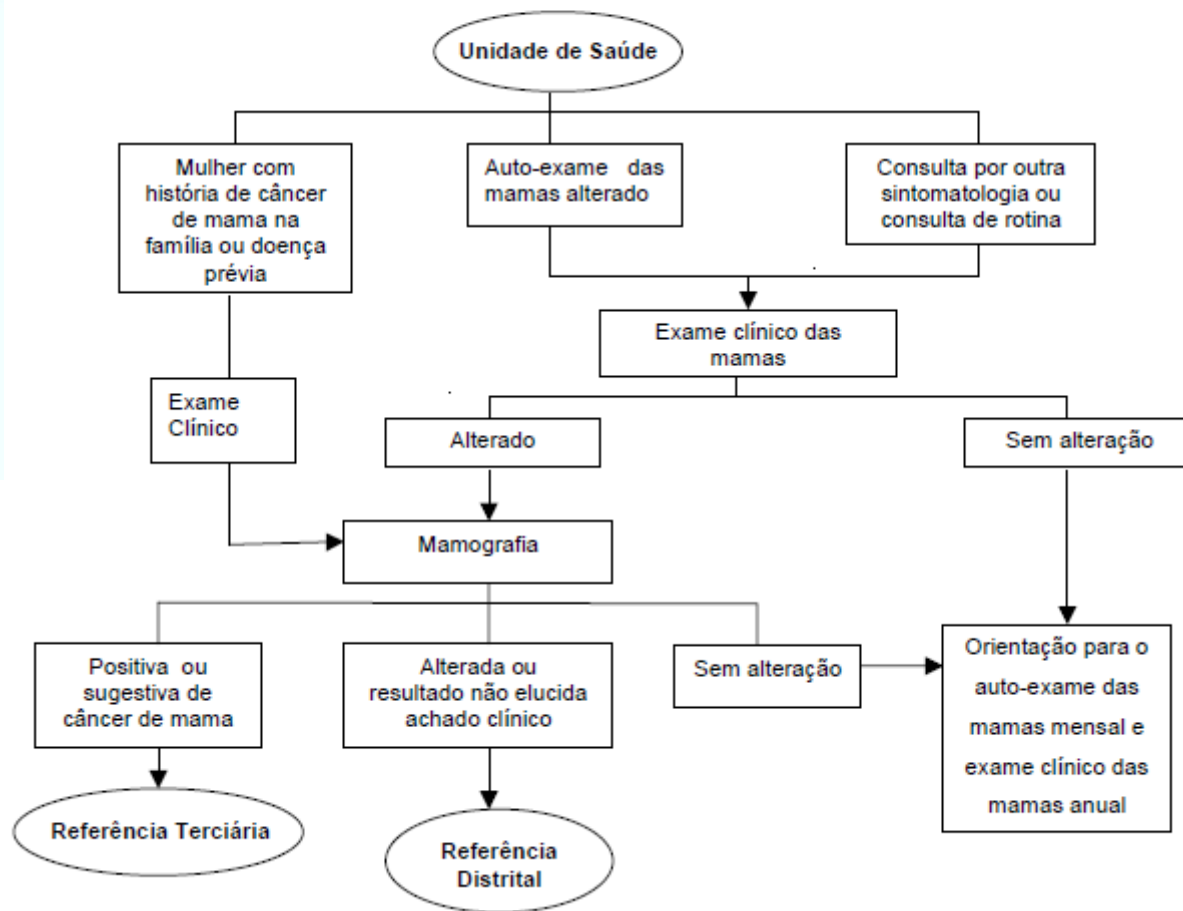 Unidade de Saúde
Mulher com
história de câncer
de mama na
família ou doença
prévia
Auto-exame das
mamas alterado
Consulta por outra
sintomatologia ou
consulta de rotina
Exame clínico das
mamas
Exame
Clínico
Alterado
Sem alteração
Mamografia
Positiva ou
sugestiva de
câncer de mama
Alterada ou
resultado não elucida
achado clínico
Sem alteração
Orientação para o
auto-exame das
mamas mensal e
exame clínico das
mamas anual
Referência Terciária
Referência
Distrital